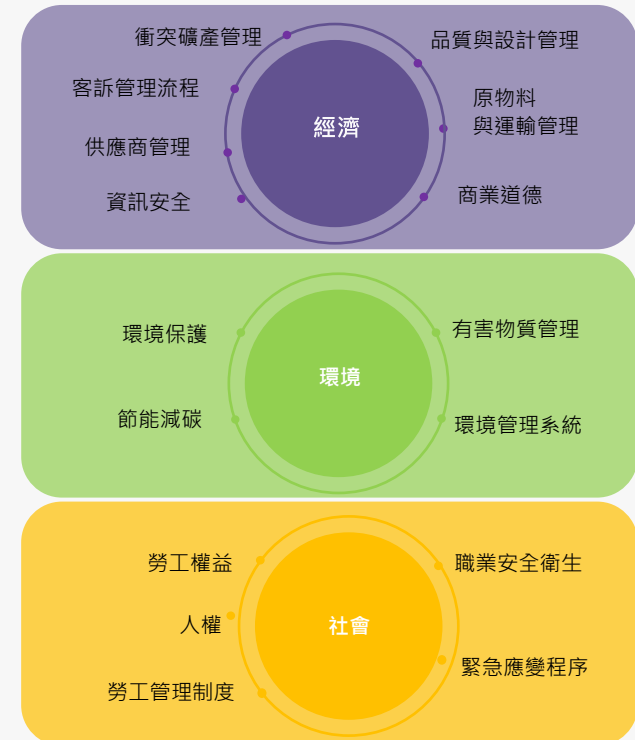 衝突礦產管理
客訴管理流程
供應商管理
資訊安全
經濟
品質與設計管理
原物料
與運輸管理
商業道德
環境保護
節能減碳
環境
有害物質管理
環境管理系統
勞工權益
人權
勞工管理制度
社會
職業安全衛生
緊急應變程序